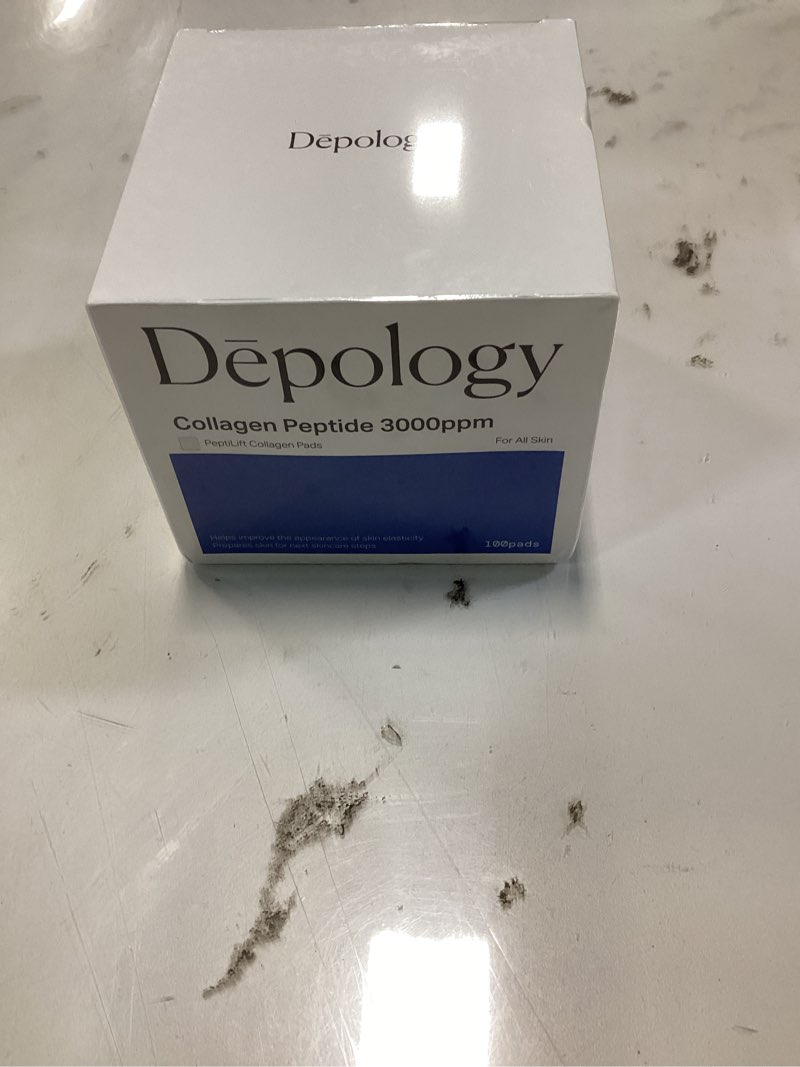 Dēpology
Dēpology
Collagen Peptide 3000ppm
PeptiLift Collagen Pads For All Skin
Helps improve the appearance of skin elasticity
Prepares skin for next skincare steps 100pads